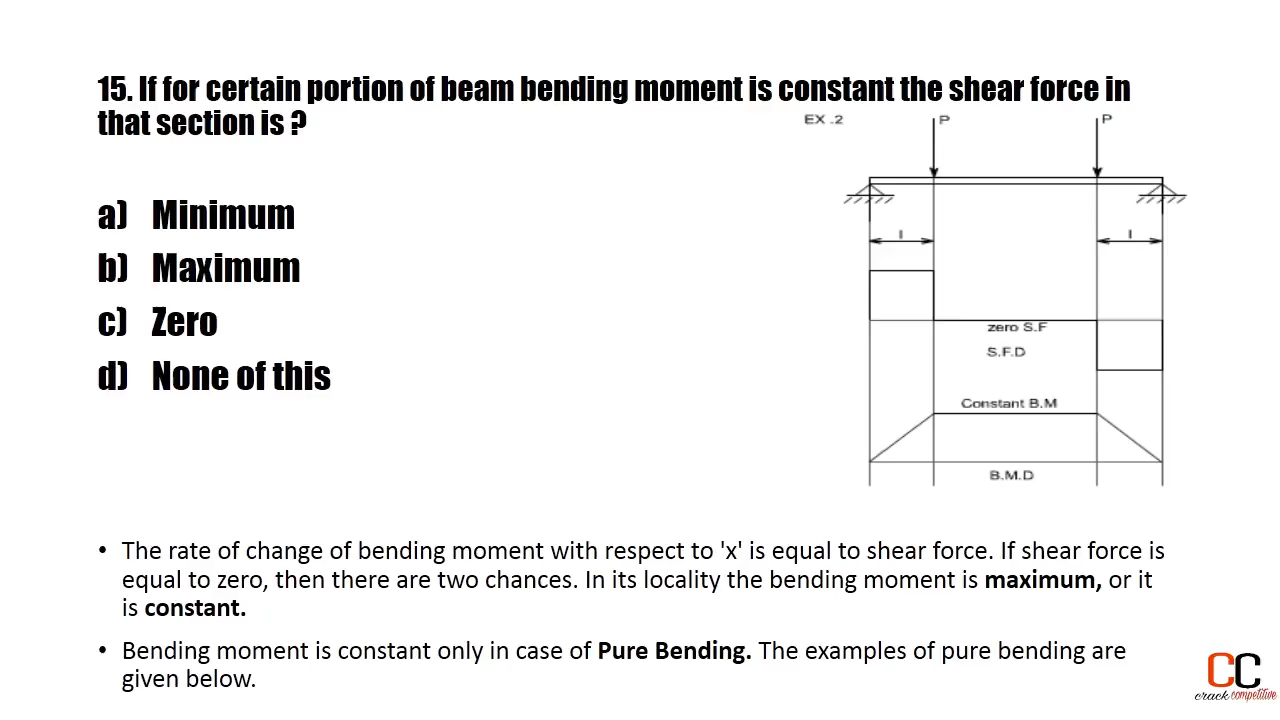 15. If for certain portion of beam bending moment is constant the shear force in
that section is ?
EX .2
P
P
a) Minimum
b) Maximum
c) Zero
d) None of this
l
l
zero S.F
S.F.D
Constant B.M
B.M.D
• The rate of change of bending moment with respect to 'x' is equal to shear force. If shear force is
equal to zero, then there are two chances. In its locality the bending moment is maximum, or it
is constant.
• Bending moment is constant only in case of Pure Bending. The examples of pure bending are
given below.
CC
crack competitive